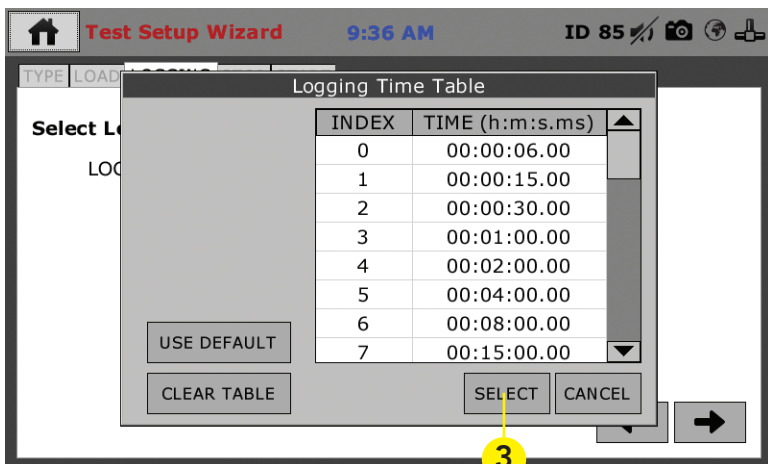 Test Setup Wizard 9:36 AM ID 85
TYPE LOAD
Logging Time Table
Select
INDEX TIME (h:m:s.ms)
0 00:00:06.00
1 00:00:15.00
2 00:00:30.00
3 00:01:00.00
4 00:02:00.00
5 00:04:00.00
6 00:08:00.00
7 00:15:00.00
USE DEFAULT
CLEAR TABLE
SELECT CANCEL
3